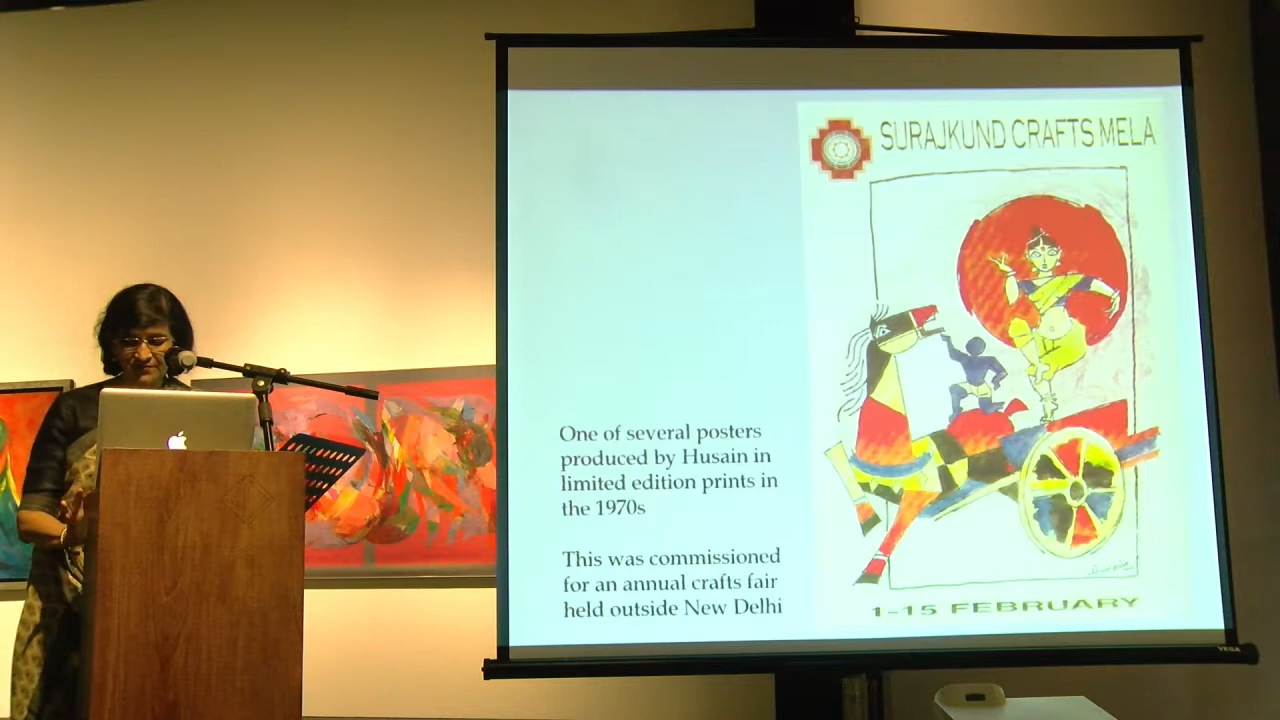 SURAJKUND CRAFTS MELA
One of several posters
produced by Husain in
limited edition prints in
the 1970s
This was commissioned
for an annual crafts fair
held outside New Delhi
1-15 FEBRUARY
VEGA